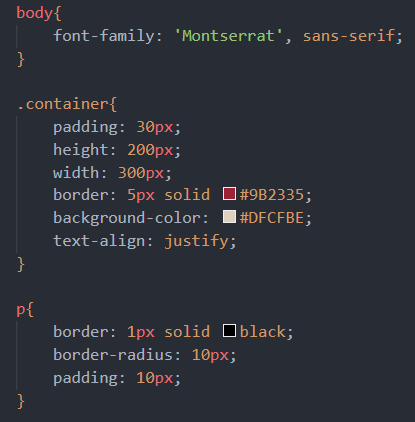 body{
    font-family: 'Montserrat', sans-serif;
}

.container{
    padding: 30px;
    height: 200px;
    width: 300px;
    border: 5px solid #9B2335;
    background-color: #DFCFBE;
    text-align: justify;
}

p{
    border: 1px solid black;
    border-radius: 10px;
    padding: 10px;
}